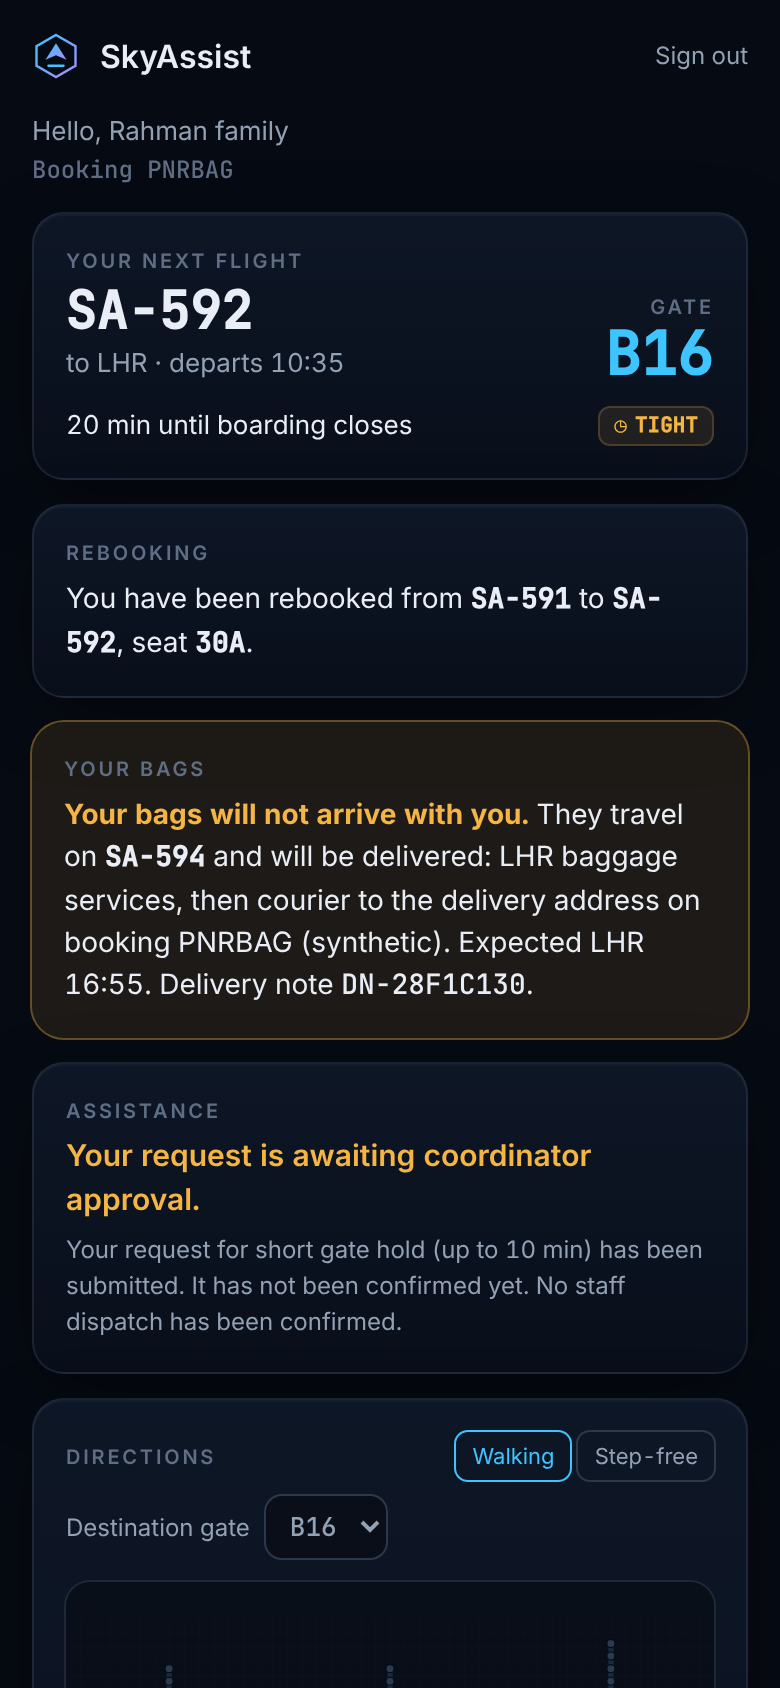 SkyAssist
Sign out
Hello, Rahman family
Booking PNRBAG
YOUR NEXT FLIGHT
SA-592
to LHR · departs 10:35
GATE
B16
20 min until boarding closes
◷ TIGHT
REBOOKING
You have been rebooked from SA-591 to SA-
592, seat 30A.
YOUR BAGS
Your bags will not arrive with you. They travel
on SA-594 and will be delivered: LHR baggage
services, then courier to the delivery address on
booking PNRBAG (synthetic). Expected LHR
16:55. Delivery note DN-28F1C130.
ASSISTANCE
Your request is awaiting coordinator
approval.
Your request for short gate hold (up to 10 min) has been
submitted. It has not been confirmed yet. No staff
dispatch has been confirmed.
DIRECTIONS
Walking
Step-free
Destination gate
B16